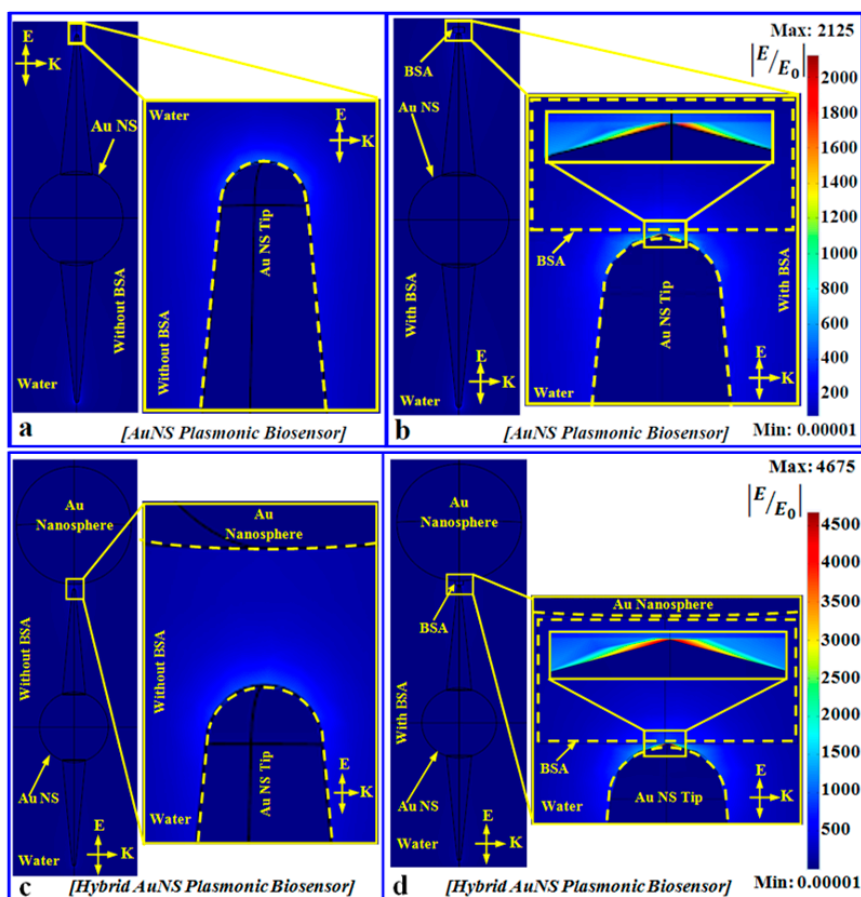 E
K
Au NS
Without BSA
Water
Water
E
K
Au NS Tip
Without BSA
a
[AuNS Plasmonic Biosensor]
BSA
Au NS
With BSA
Water
E
K
BSA
Au NS Tip
With BSA
Water
E
K
b
[AuNS Plasmonic Biosensor]
Max: 2125
|E/E0|
2000
1800
1600
1400
1200
1000
800
600
400
200
Min: 0.00001
Au
Nanosphere
Without BSA
Au NS
Water
E
K
Au
Nanosphere
Without BSA
Au NS Tip
Water
E
K
c
[Hybrid AuNS Plasmonic Biosensor]
Au
Nanosphere
BSA
With BSA
Au NS
Water
E
K
Au Nanosphere
BSA
Water
Au NS Tip
E
K
d
[Hybrid AuNS Plasmonic Biosensor]
Max: 4675
|E/E0|
4500
4000
3500
3000
2500
2000
1500
1000
500
Min: 0.00001